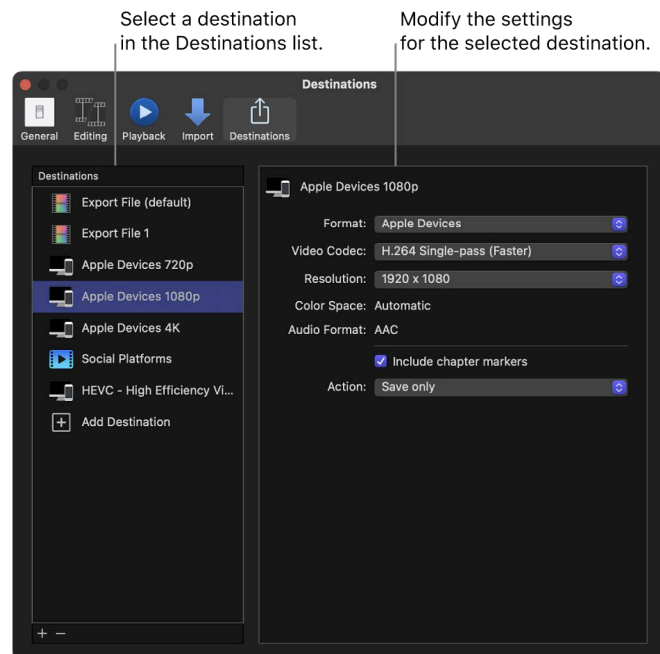 Select a destination
in the Destinations list.
Modify the settings
for the selected destination.
Destinations
General Editing Playback Import Destinations
Destinations
Export File (default)
Export File 1
Apple Devices 720p
Apple Devices 1080p
Apple Devices 4K
Social Platforms
HEVC - High Efficiency Vi...
Add Destination
Apple Devices 1080p
Format: Apple Devices
Video Codec: H.264 Single-pass (Faster)
Resolution: 1920 x 1080
Color Space: Automatic
Audio Format: AAC
Include chapter markers
Action: Save only